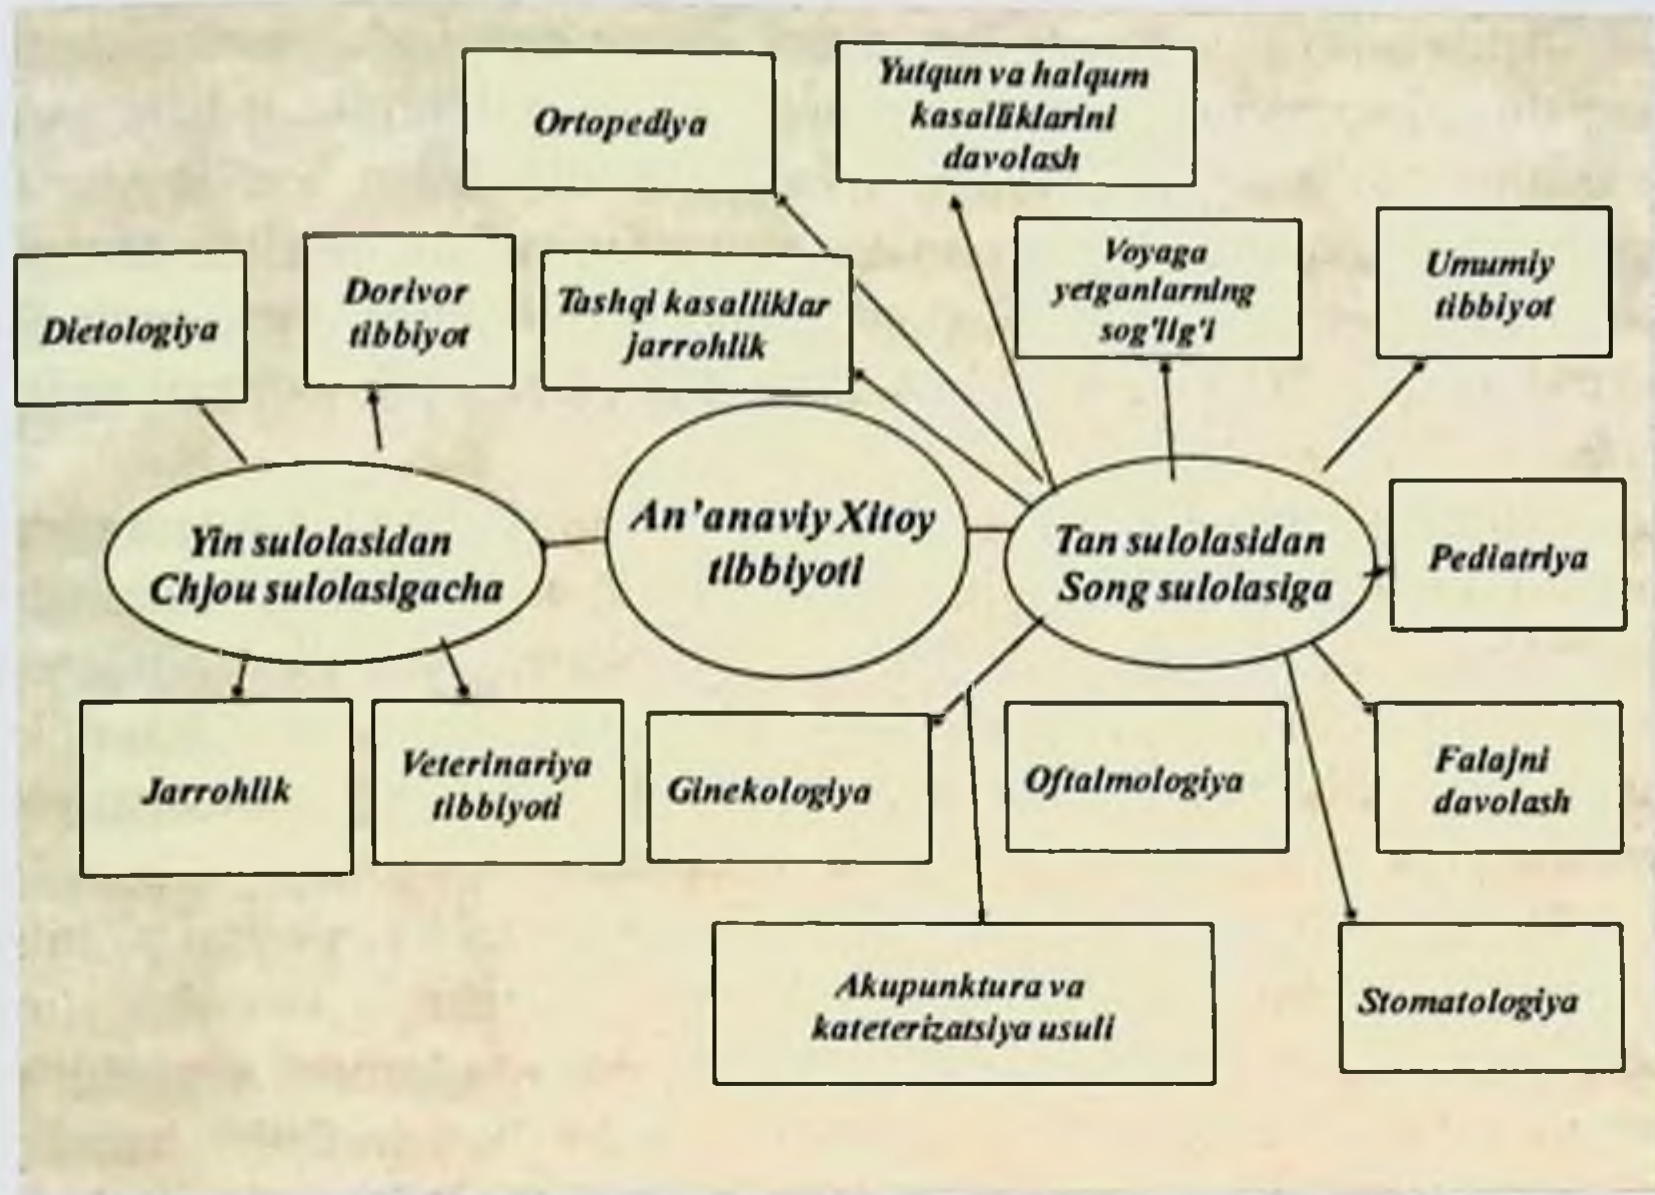 Ortopediya
Yutqun va halqum
kasalliklarini
davolash
Dietologiya
Dorivor
tibbiyot
Tashqi kasalliklar
jarrohlik
Voyaga
yetganlarning
sog'lig'i
Umumiy
tibbiyot
Yin sulolasidan
Chjou sulolasigacha
An'anaviy Xitoy
tibbiyoti
Tan sulolasidan
Song sulolasiga
Pediatriya
Jarrohlik
Veterinariya
tibbiyoti
Ginekologiya
Oftalmologiya
Falajni
davolash
Akupunktura va
kateterizatsiya usuli
Stomatologiya